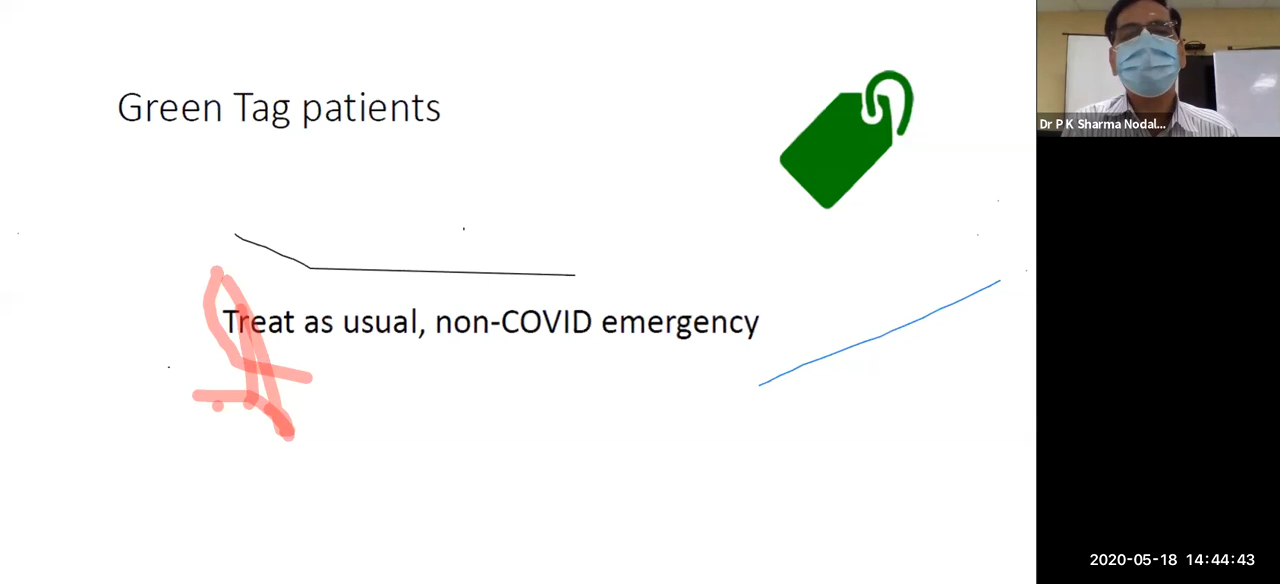 Green Tag patients
Treat as usual, non-COVID emergency
Dr P K Sharma Nodal...
2020-05-18 14:44:43